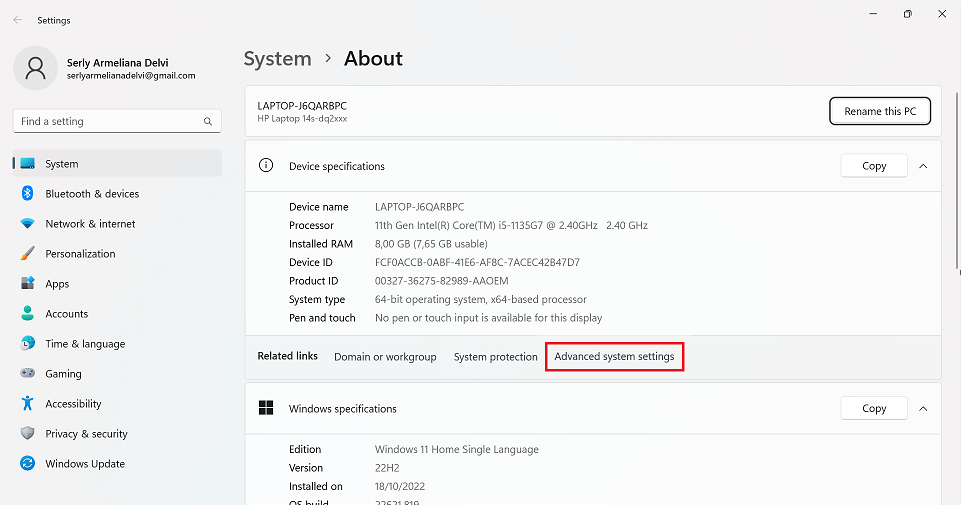 Settings
Serly Armeliana Delvi
serlyarmelianadelvi@gmail.com
Find a setting
System
Bluetooth & devices
Network & internet
Personalization
Apps
Accounts
Time & language
Gaming
Accessibility
Privacy & security
Windows Update
System > About
LAPTOP-J6QARBPC
HP Laptop 14s-dq2xxx
Rename this PC
Device specifications
Copy
Device name LAPTOP-J6QARBPC
Processor 11th Gen Intel(R) Core(TM) i5-1135G7 @ 2.40GHz 2.40 GHz
Installed RAM 8,00 GB (7,65 GB usable)
Device ID FCF0ACCB-0ABF-41E6-AF8C-7ACEC42B47D7
Product ID 00327-36275-82989-AAOEM
System type 64-bit operating system, x64-based processor
Pen and touch No pen or touch input is available for this display
Related links Domain or workgroup System protection Advanced system settings
Windows specifications
Copy
Edition Windows 11 Home Single Language
Version 22H2
Installed on 18/10/2022
OS build 22621.819